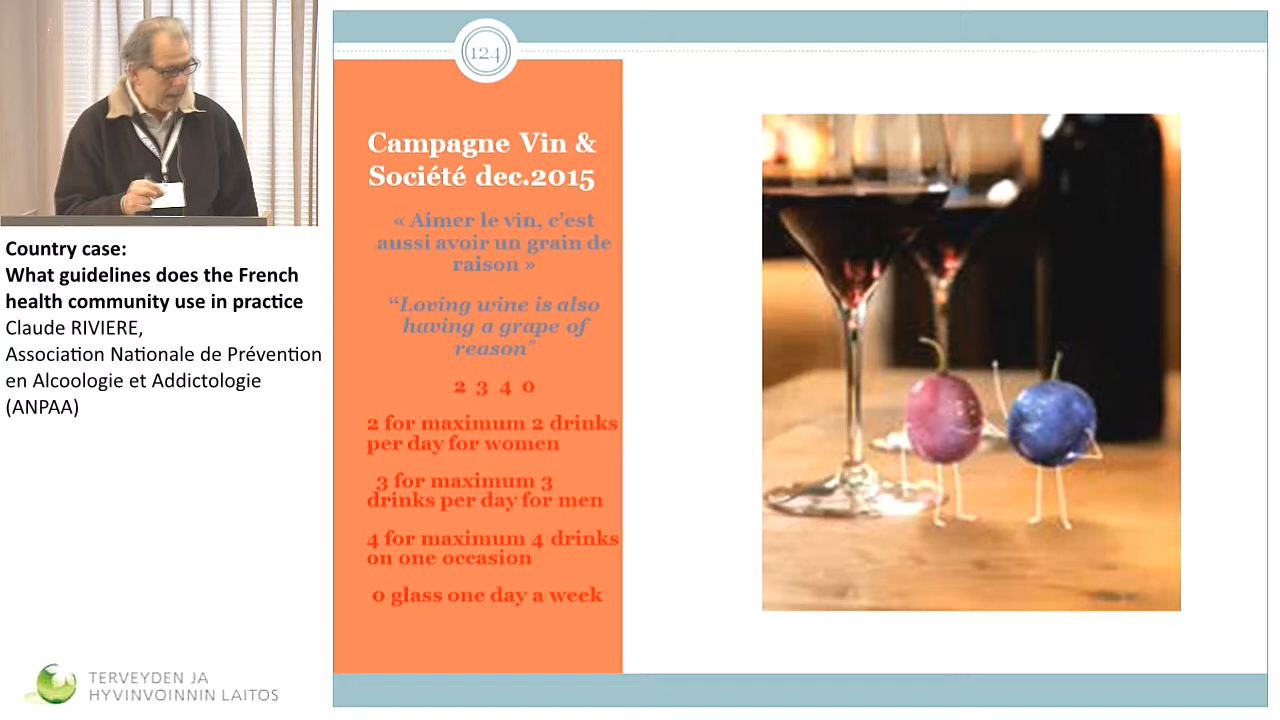 Country case:
What guidelines does the French
health community use in practice
Claude RIVIERE,
Association Nationale de Prévention
en Alcoologie et Addictologie
(ANPAA)
TERVEYDEN JA
HYVINVOINNIN LAITOS
124
Campagne Vin &
Société dec.2015
« Aimer le vin, c'est
aussi avoir un grain de
raison »
“Loving wine is also
having a grape of
reason”
2 3 4 0
2 for maximum 2 drinks
per day for women
3 for maximum 3
drinks per day for men
4 for maximum 4 drinks
on one occasion
0 glass one day a week